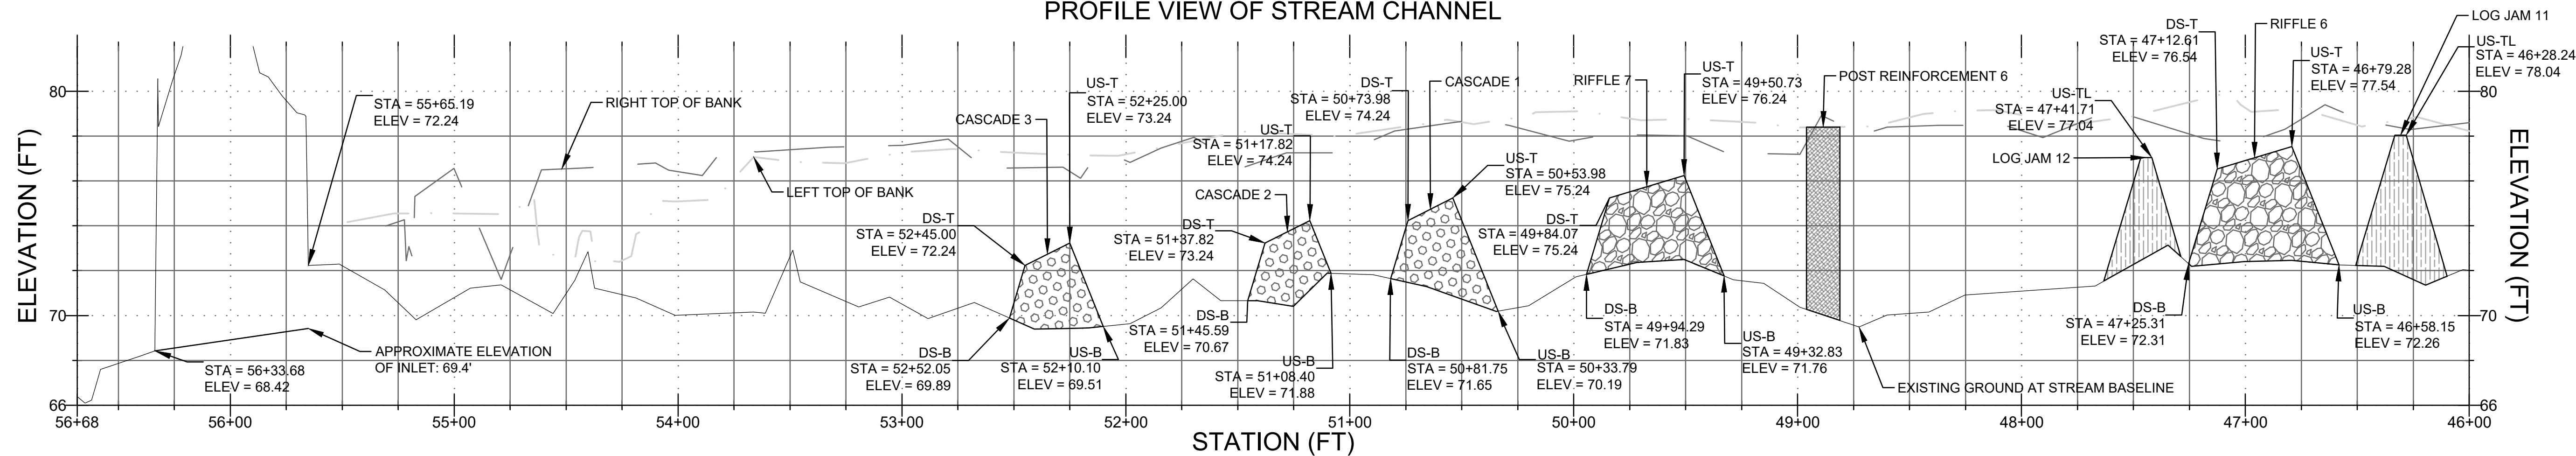 PROFILE VIEW OF STREAM CHANNEL
ELEVATION (FT)
80
70
66
STA = 55+65.19
ELEV = 72.24
RIGHT TOP OF BANK
LEFT TOP OF BANK
APPROXIMATE ELEVATION
OF INLET: 69.4'
STA = 56+33.68
ELEV = 68.42
CASCADE 3
US-T
STA = 52+25.00
ELEV = 73.24
DS-T
STA = 52+45.00
ELEV = 72.24
DS-B
STA = 52+52.05
ELEV = 69.89
US-B
STA = 52+10.10
ELEV = 69.51
US-T
STA = 51+17.82
ELEV = 74.24
CASCADE 2
DS-T
STA = 51+37.82
ELEV = 73.24
DS-B
STA = 51+45.59
ELEV = 70.67
US-B
STA = 51+08.40
ELEV = 71.88
DS-T
STA = 50+73.98
ELEV = 74.24
CASCADE 1
US-T
STA = 50+53.98
ELEV = 75.24
DS-B
STA = 50+81.75
ELEV = 71.65
US-B
STA = 50+33.79
ELEV = 70.19
RIFFLE 7
US-T
STA = 49+50.73
ELEV = 76.24
DS-T
STA = 49+84.07
ELEV = 75.24
DS-B
STA = 49+94.29
ELEV = 71.83
US-B
STA = 49+32.83
ELEV = 71.76
POST REINFORCEMENT 6
EXISTING GROUND AT STREAM BASELINE
US-TL
STA = 47+41.71
ELEV = 77.04
LOG JAM 12
DS-T
STA = 47+12.61
ELEV = 76.54
RIFFLE 6
US-T
STA = 46+79.28
ELEV = 77.54
DS-B
STA = 47+25.31
ELEV = 72.31
US-B
STA = 46+58.15
ELEV = 72.26
LOG JAM 11
US-TL
STA = 46+28.24
ELEV = 78.04
80
70
66
ELEVATION (FT)
56+68
56+00
55+00
54+00
53+00
52+00
51+00
50+00
49+00
48+00
47+00
46+00
STATION (FT)